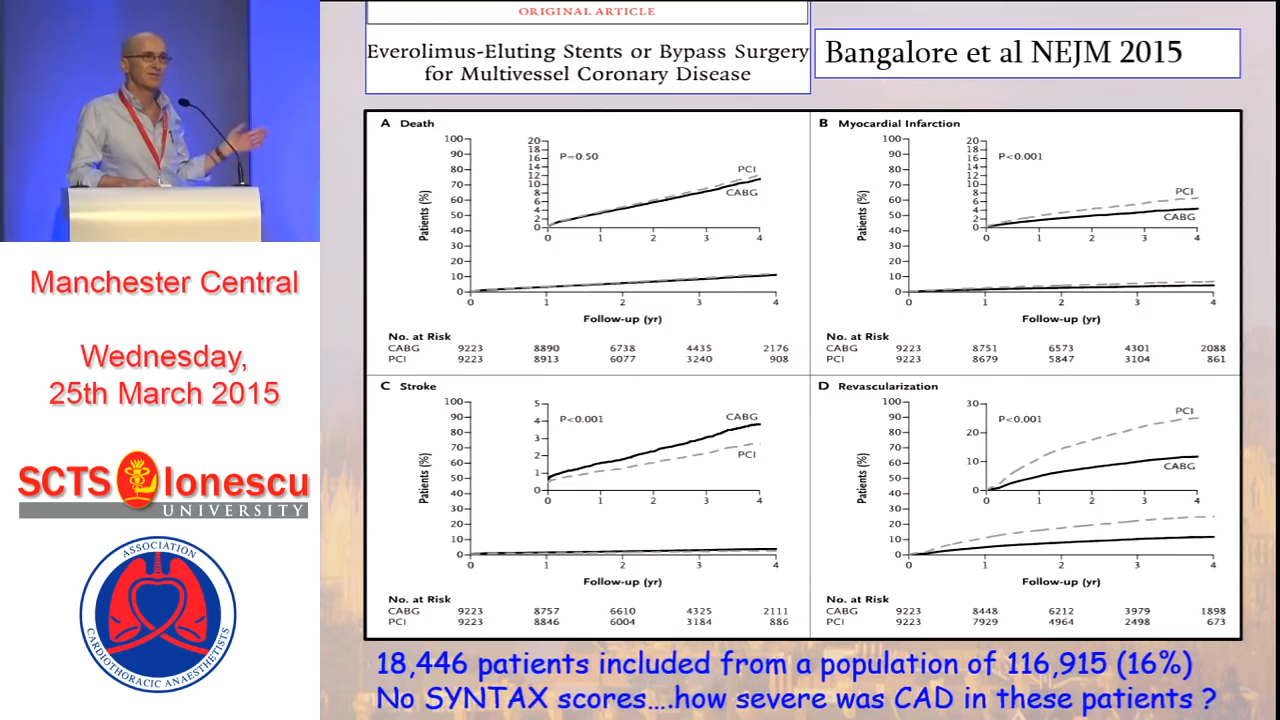 ORIGINAL ARTICLE
Everolimus-Eluting Stents or Bypass Surgery
for Multivessel Coronary Disease
Bangalore et al NEJM 2015
A Death
100
90
80
70
60
50
40
30
20
10
0
Patients (%)
20
18
16
14
12
10
8
6
4
2
0
P=0.50
PCI
CABG
0 1 2 3 4
0 1 2 3 4
Follow-up (yr)
No. at Risk
CABG 9223 8890 6738 4435 2176
PCI 9223 8913 6077 3240 908
B Myocardial Infarction
100
90
80
70
60
50
40
30
20
10
0
Patients (%)
20
18
16
14
12
10
8
6
4
2
0
P<0.001
PCI
CABG
0 1 2 3 4
0 1 2 3 4
Follow-up (yr)
No. at Risk
CABG 9223 8751 6573 4301 2088
PCI 9223 8679 5847 3104 861
C Stroke
100
90
80
70
60
50
40
30
20
10
0
Patients (%)
5
4
3
2
1
0
P<0.001
CABG
PCI
0 1 2 3 4
0 1 2 3 4
Follow-up (yr)
No. at Risk
CABG 9223 8757 6610 4325 2111
PCI 9223 8846 6004 3184 886
D Revascularization
100
90
80
70
60
50
40
30
20
10
0
Patients (%)
30
20
10
0
P<0.001
PCI
CABG
0 1 2 3 4
0 1 2 3 4
Follow-up (yr)
No. at Risk
CABG 9223 8448 6212 3979 1898
PCI 9223 7929 4964 2498 673
18,446 patients included from a population of 116,915 (16%)
No SYNTAX scores....how severe was CAD in these patients ?
Manchester Central
Wednesday,
25th March 2015
SCTS Ionescu
UNIVERSITY
ASSOCIATION
CARDIOTHORACIC ANAESTHETISTS